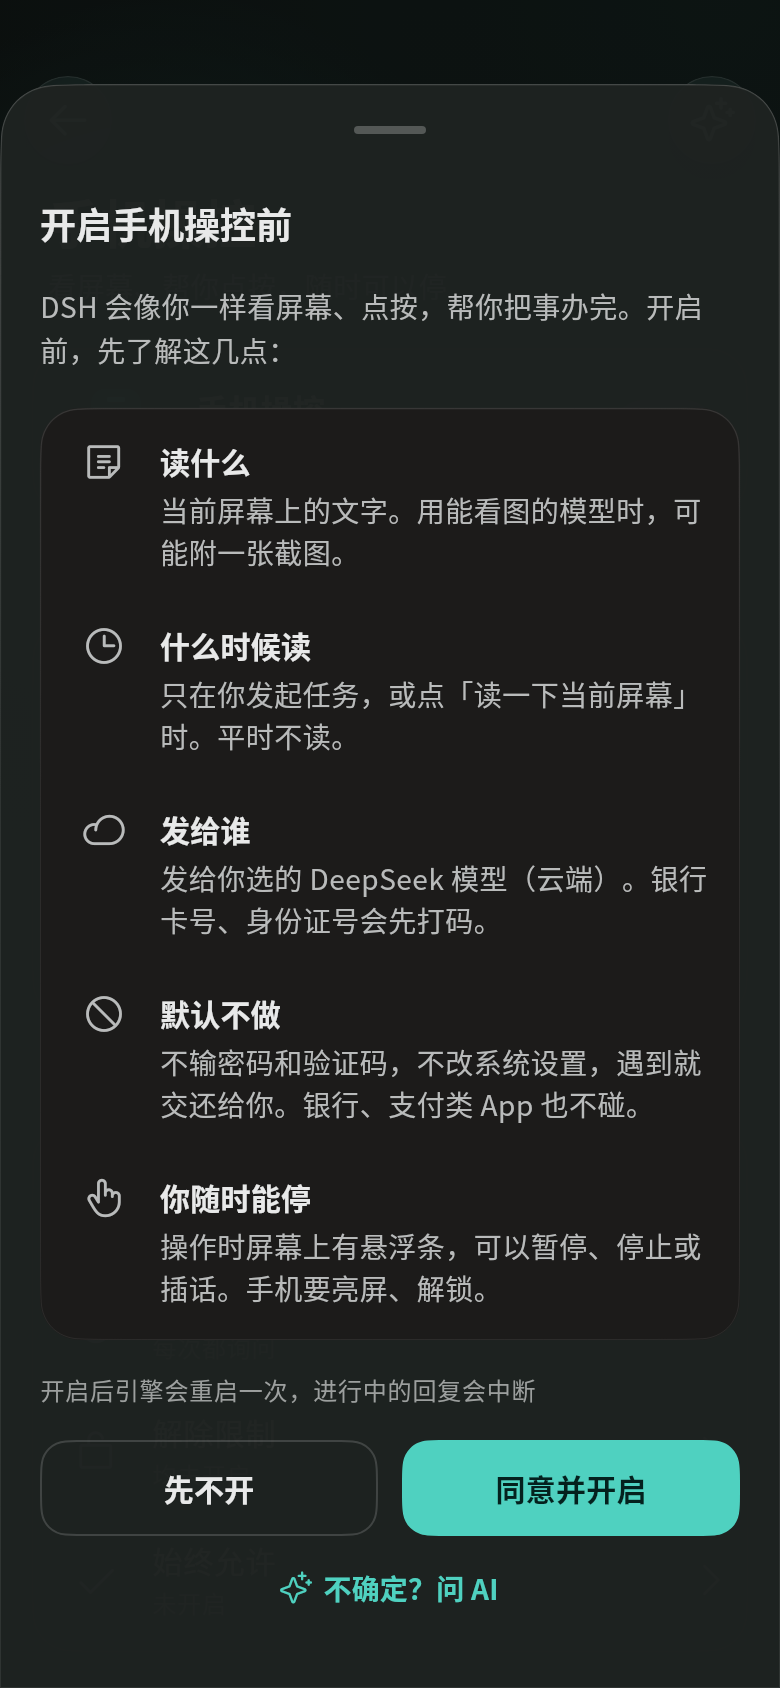 开启手机操控前
DSH 会像你一样看屏幕、点按，帮你把事办完。开启
前，先了解这几点：
读什么
当前屏幕上的文字。用能看图的模型时，可
能附一张截图。
什么时候读
只在你发起任务，或点「读一下当前屏幕」
时。平时不读。
发给谁
发给你选的 DeepSeek 模型（云端）。银行
卡号、身份证号会先打码。
默认不做
不输密码和验证码，不改系统设置，遇到就
交还给你。银行、支付类 App 也不碰。
你随时能停
操作时屏幕上有悬浮条，可以暂停、停止或
插话。手机要亮屏、解锁。
开启后引擎会重启一次，进行中的回复会中断
解除限制
先不开
同意并开启
始终允许
不确定？问 AI